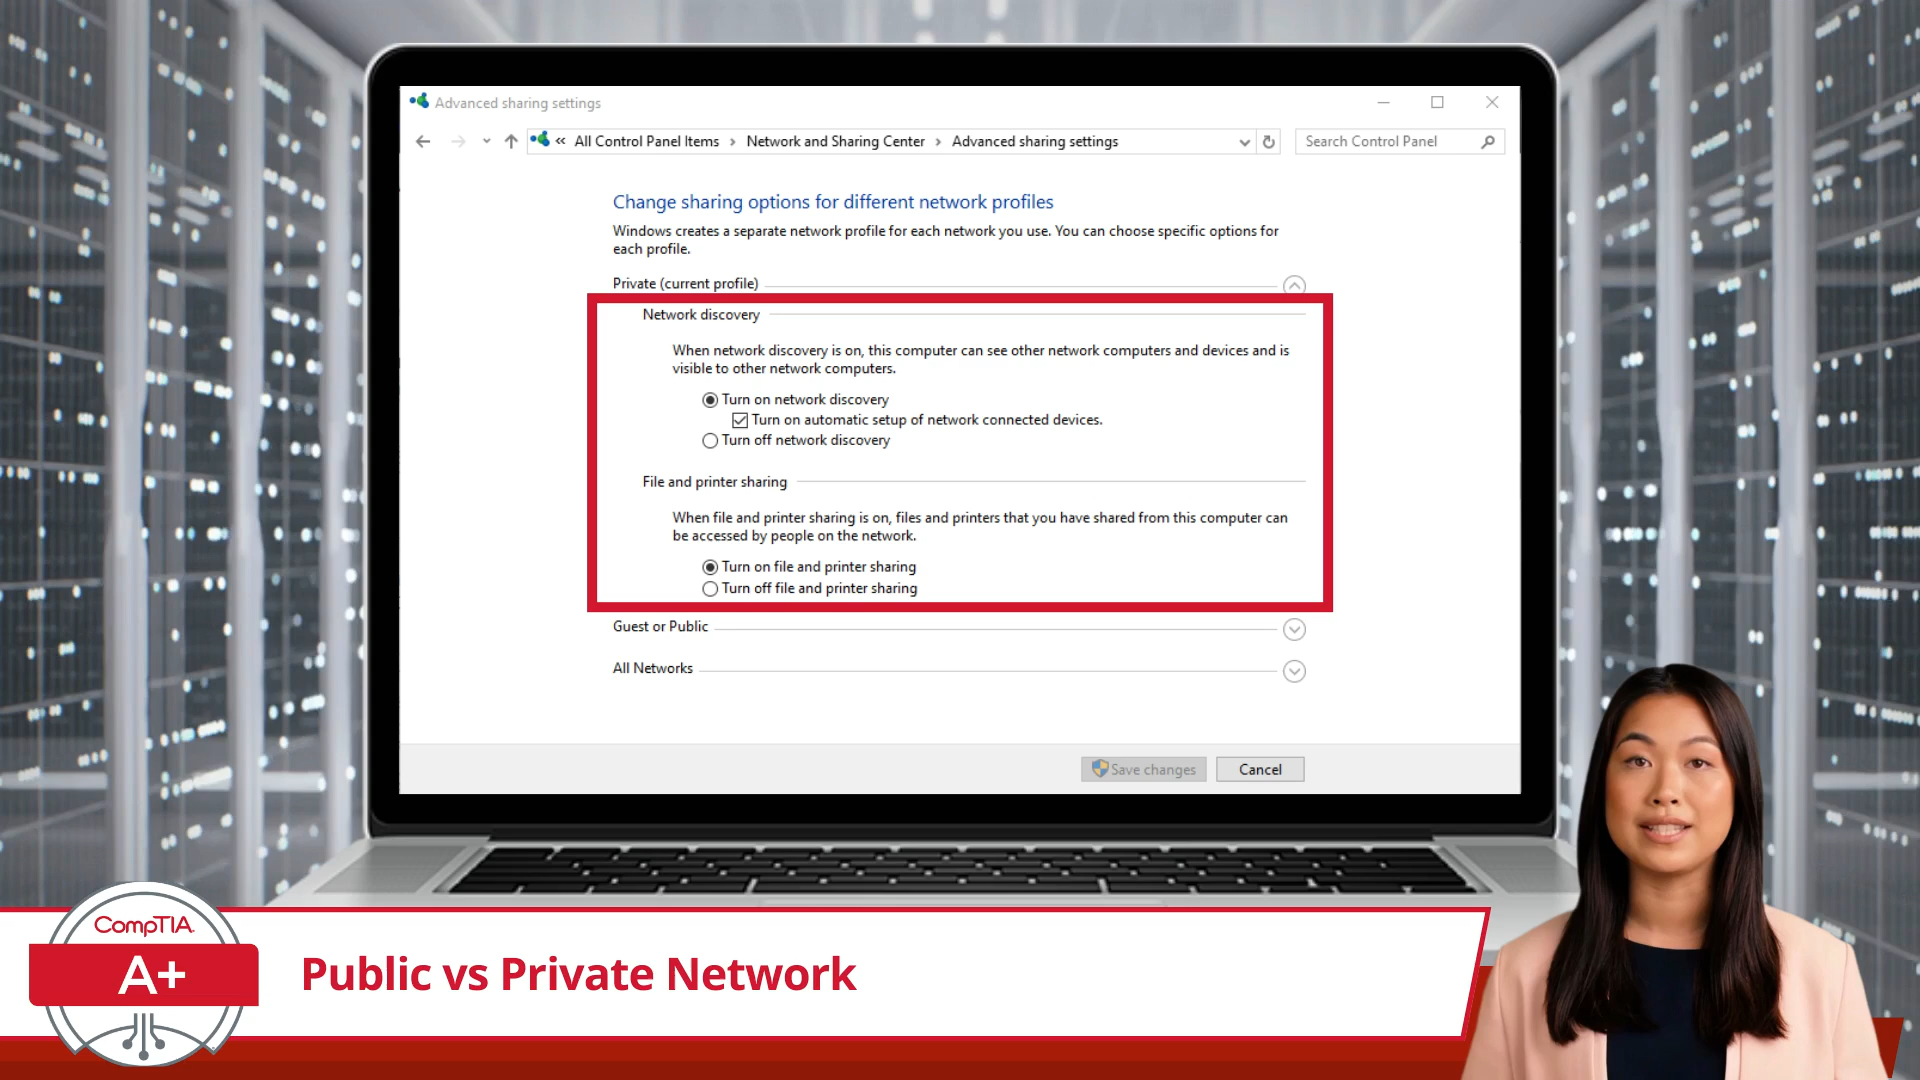 Advanced sharing settings
« All Control Panel Items › Network and Sharing Center › Advanced sharing settings
Search Control Panel
Change sharing options for different network profiles
Windows creates a separate network profile for each network you use. You can choose specific options for
each profile.
Private (current profile)
Network discovery
When network discovery is on, this computer can see other network computers and devices and is
visible to other network computers.
Turn on network discovery
Turn on automatic setup of network connected devices.
Turn off network discovery
File and printer sharing
When file and printer sharing is on, files and printers that you have shared from this computer can
be accessed by people on the network.
Turn on file and printer sharing
Turn off file and printer sharing
Guest or Public
All Networks
Save changes
Cancel
CompTIA.
A+
Public vs Private Network